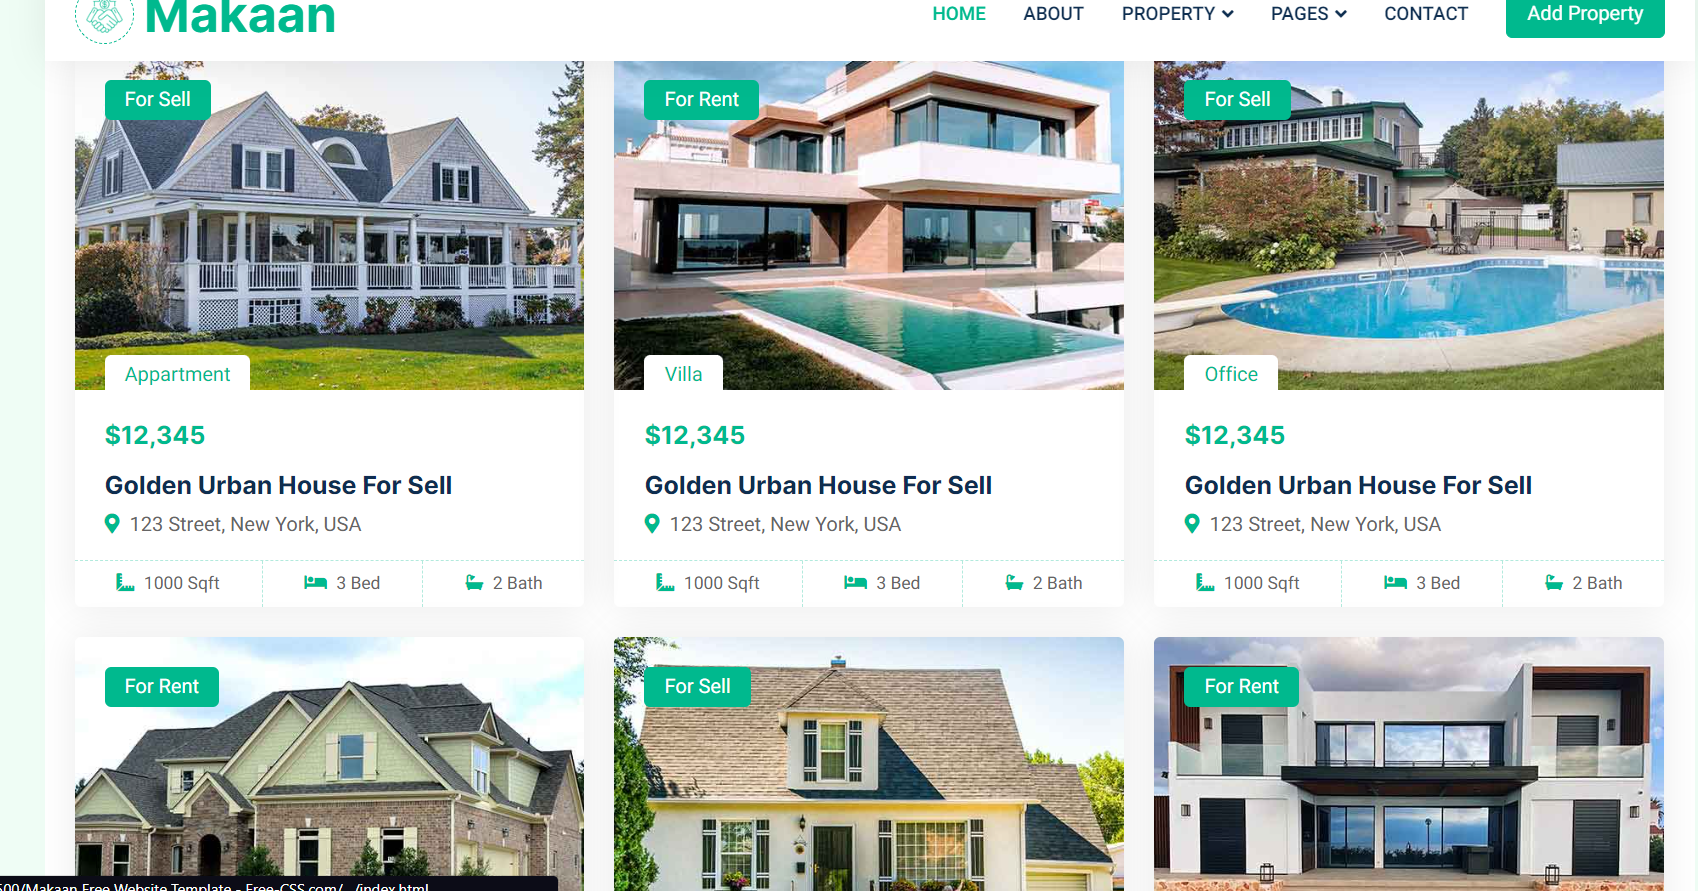 Makaan
HOME ABOUT PROPERTY PAGES CONTACT Add Property
For Sell
For Rent
For Sell
Appartment
Villa
Office
$12,345
Golden Urban House For Sell
123 Street, New York, USA
1000 Sqft 3 Bed 2 Bath
$12,345
Golden Urban House For Sell
123 Street, New York, USA
1000 Sqft 3 Bed 2 Bath
$12,345
Golden Urban House For Sell
123 Street, New York, USA
1000 Sqft 3 Bed 2 Bath
For Rent
For Sell
For Rent
500/Makaan Free Website Template - Free-CSS.com/.../index.html